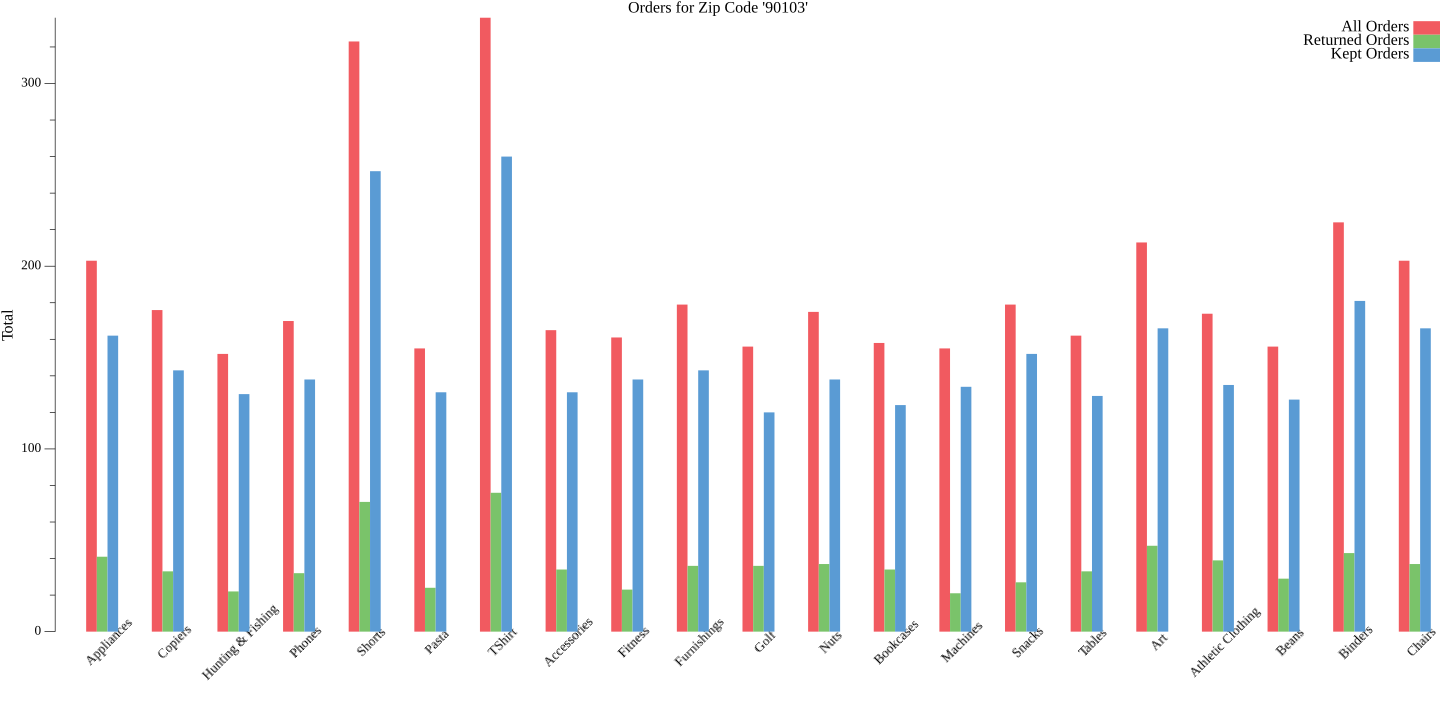 Orders for Zip Code '90103'
All Orders
Returned Orders
Kept Orders
Total
300
200
100
0
Appliances
Copiers
Hunting & Fishing
Phones
Shorts
Pasta
TShirt
Accessories
Fitness
Furnishings
Golf
Nuts
Bookcases
Machines
Snacks
Tables
Art
Athletic Clothing
Beans
Binders
Chairs